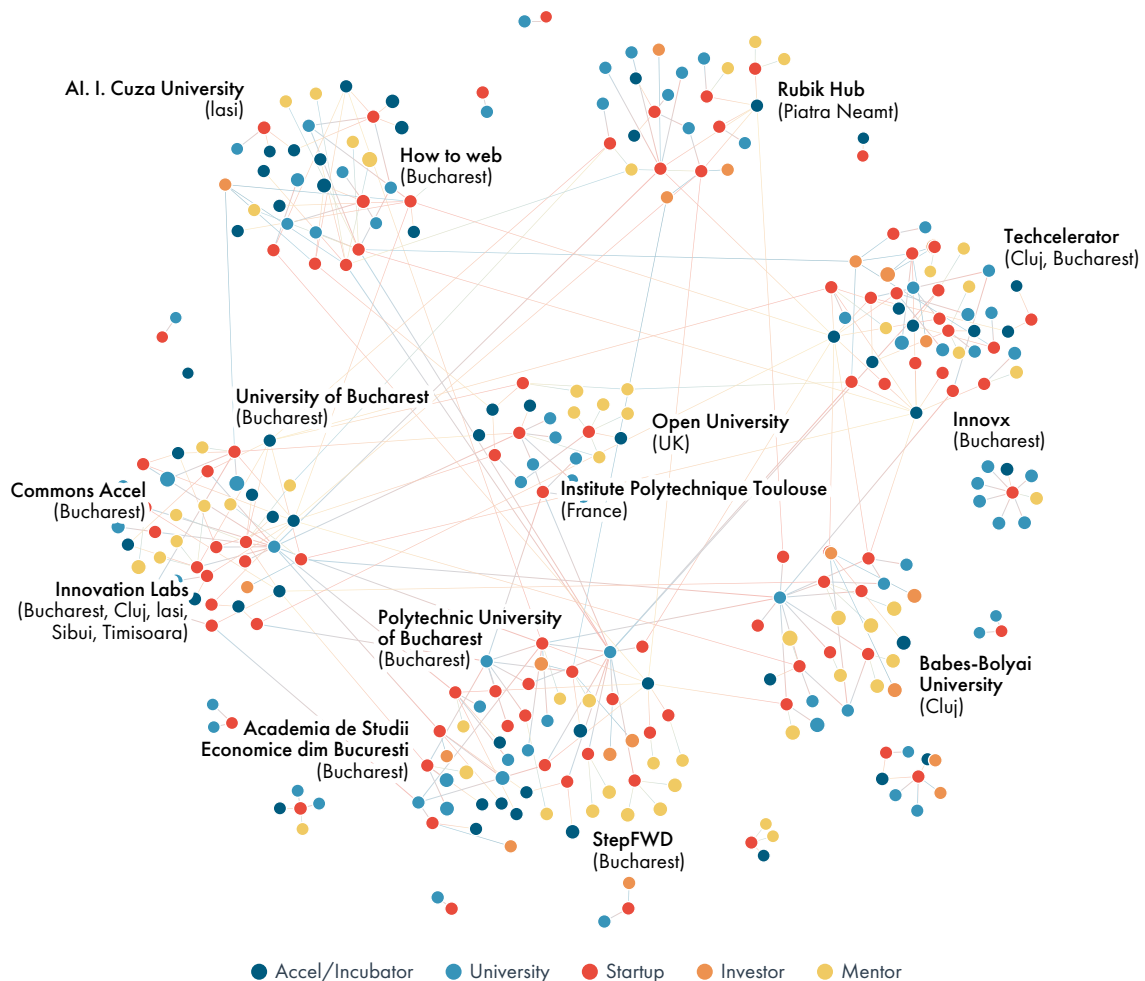 Al. I. Cuza University
(Iasi)
How to web
(Bucharest)
Rubik Hub
(Piatra Neamt)
Techcelerator
(Cluj, Bucharest)
University of Bucharest
(Bucharest)
Open University
(UK)
Innovx
(Bucharest)
Commons Accel
(Bucharest)
Institute Polytechnique Toulouse
(France)
Innovation Labs
(Bucharest, Cluj, Iasi,
Sibui, Timisoara)
Polytechnic University
of Bucharest
(Bucharest)
Babes-Bolyai
University
(Cluj)
Academia de Studii
Economice dim Bucuresti
(Bucharest)
StepFWD
(Bucharest)
Accel/Incubator
University
Startup
Investor
Mentor